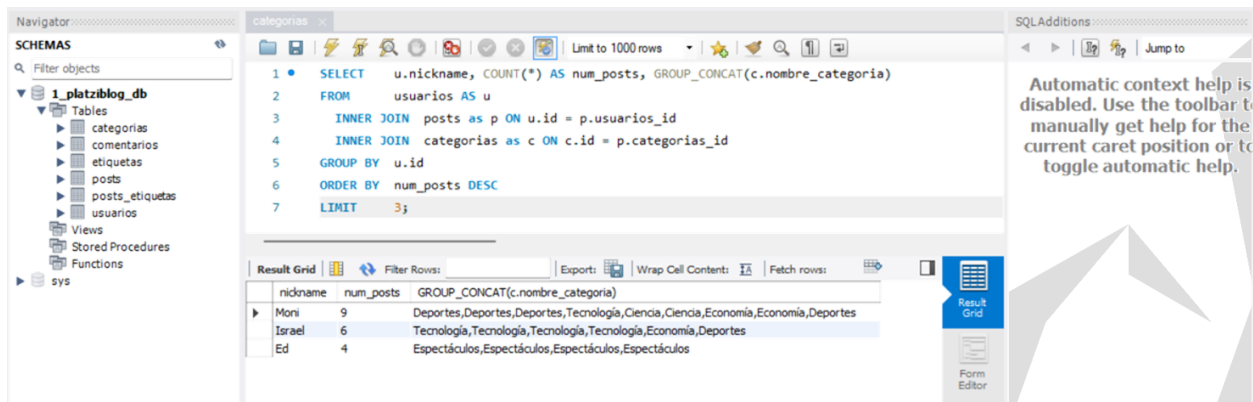 Navigator
SCHEMAS
Filter objects
1_platziblog_db
Tables
categorias
comentarios
etiquetas
posts
posts_etiquetas
usuarios
Views
Stored Procedures
Functions
sys
categorias
Limit to 1000 rows
1 SELECT u.nickname, COUNT(*) AS num_posts, GROUP_CONCAT(c.nombre_categoria)
2 FROM usuarios AS u
3 INNER JOIN posts as p ON u.id = p.usuarios_id
4 INNER JOIN categorias as c ON c.id = p.categorias_id
5 GROUP BY u.id
6 ORDER BY num_posts DESC
7 LIMIT 3;
Result Grid Filter Rows: Export: Wrap Cell Content: Fetch rows:
nickname num_posts GROUP_CONCAT(c.nombre_categoria)
Moni 9 Deportes,Deportes,Deportes,Tecnología,Ciencia,Ciencia,Economía,Economía,Deportes
Israel 6 Tecnología,Tecnología,Tecnología,Tecnología,Economía,Deportes
Ed 4 Espectáculos,Espectáculos,Espectáculos,Espectáculos
Result
Grid
Form
Editor
SQLAdditions
Jump to
Automatic context help is
disabled. Use the toolbar to
manually get help for the
current caret position or to
toggle automatic help.